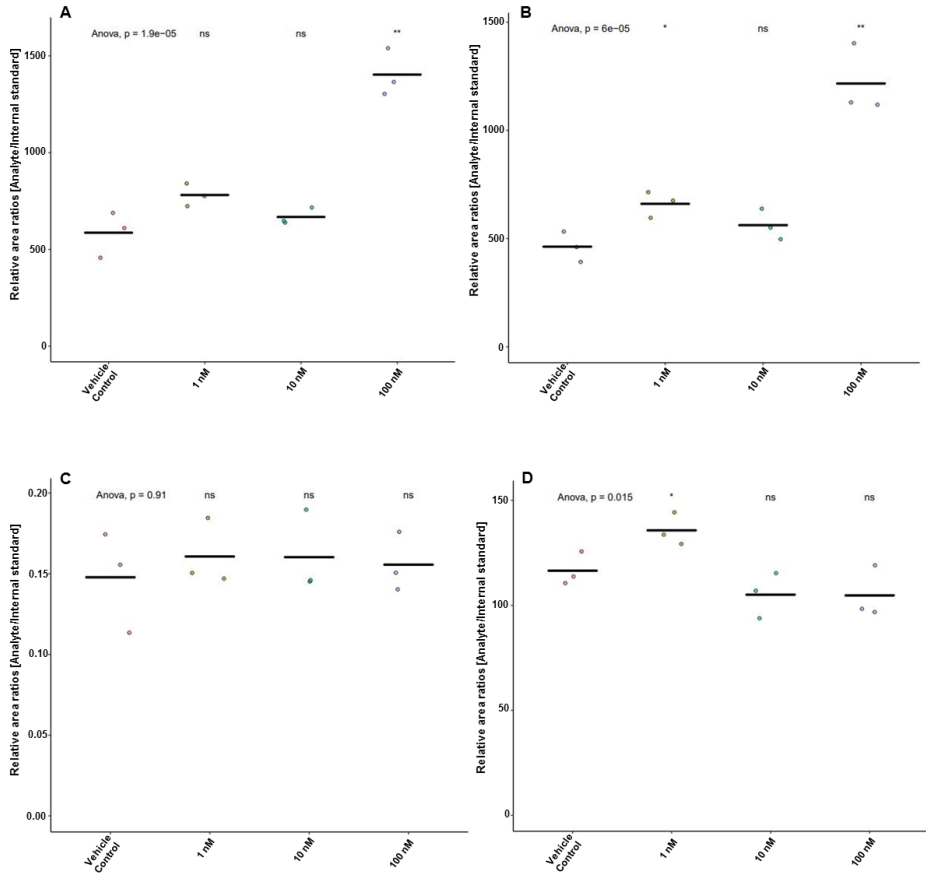 A
Anova, p = 1.9e−05
ns
ns
**
Relative area ratios [Analyte/Internal standard]
1500
1000
500
0
Vehicle
Control
1 nM
10 nM
100 nM
B
Anova, p = 6e−05
*
ns
**
Relative area ratios [Analyte/Internal standard]
1500
1000
500
0
Vehicle
Control
1 nM
10 nM
100 nM
C
Anova, p = 0.91
ns
ns
ns
Relative area ratios [Analyte/Internal standard]
0.20
0.15
0.10
0.05
0.00
Vehicle
Control
1 nM
10 nM
100 nM
D
Anova, p = 0.015
*
ns
ns
Relative area ratios [Analyte/Internal standard]
150
100
50
0
Vehicle
Control
1 nM
10 nM
100 nM